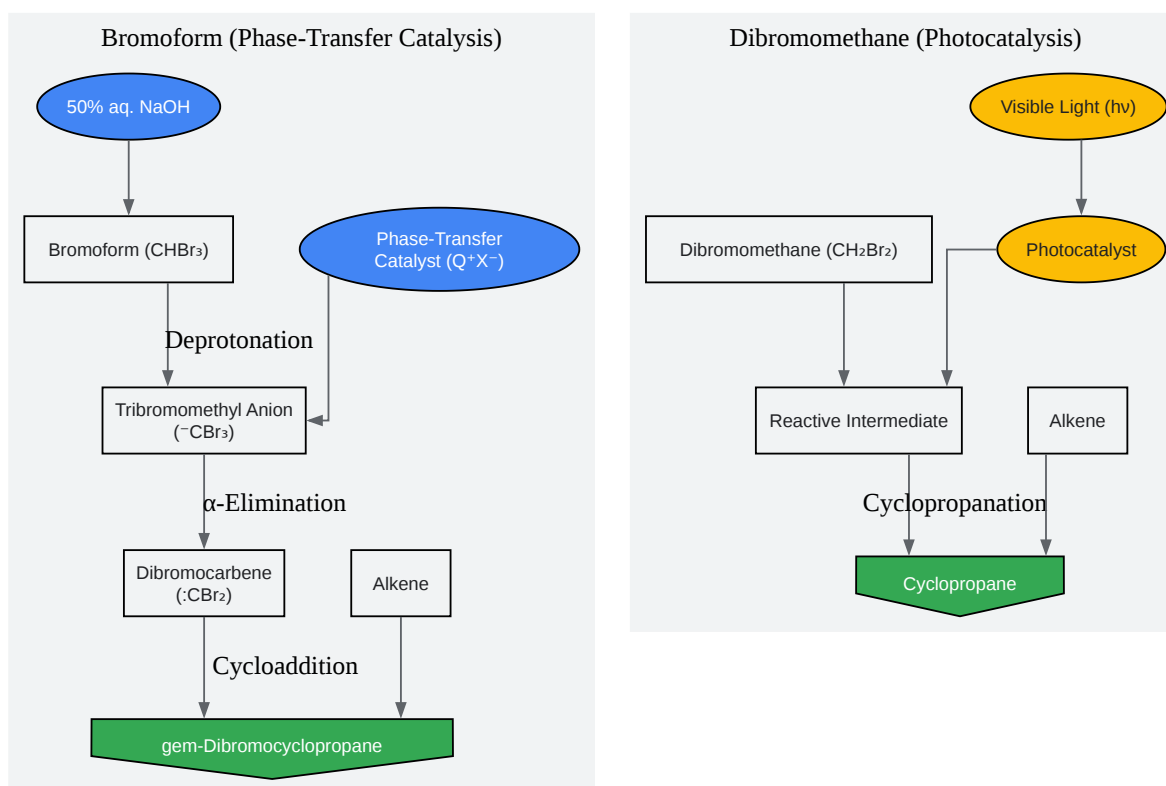 Bromoform (Phase-Transfer Catalysis)
50% aq. NaOH
Bromoform (CHBr₃)
Phase-Transfer
Catalyst (Q⁺X⁻)
Deprotonation
Tribromomethyl Anion
(⁻CBr₃)
α-Elimination
Dibromocarbene
(:CBr₂)
Alkene
Cycloaddition
gem-Dibromocyclopropane
Dibromomethane (Photocatalysis)
Visible Light (hν)
Dibromomethane (CH₂Br₂)
Photocatalyst
Reactive Intermediate
Alkene
Cyclopropanation
Cyclopropane